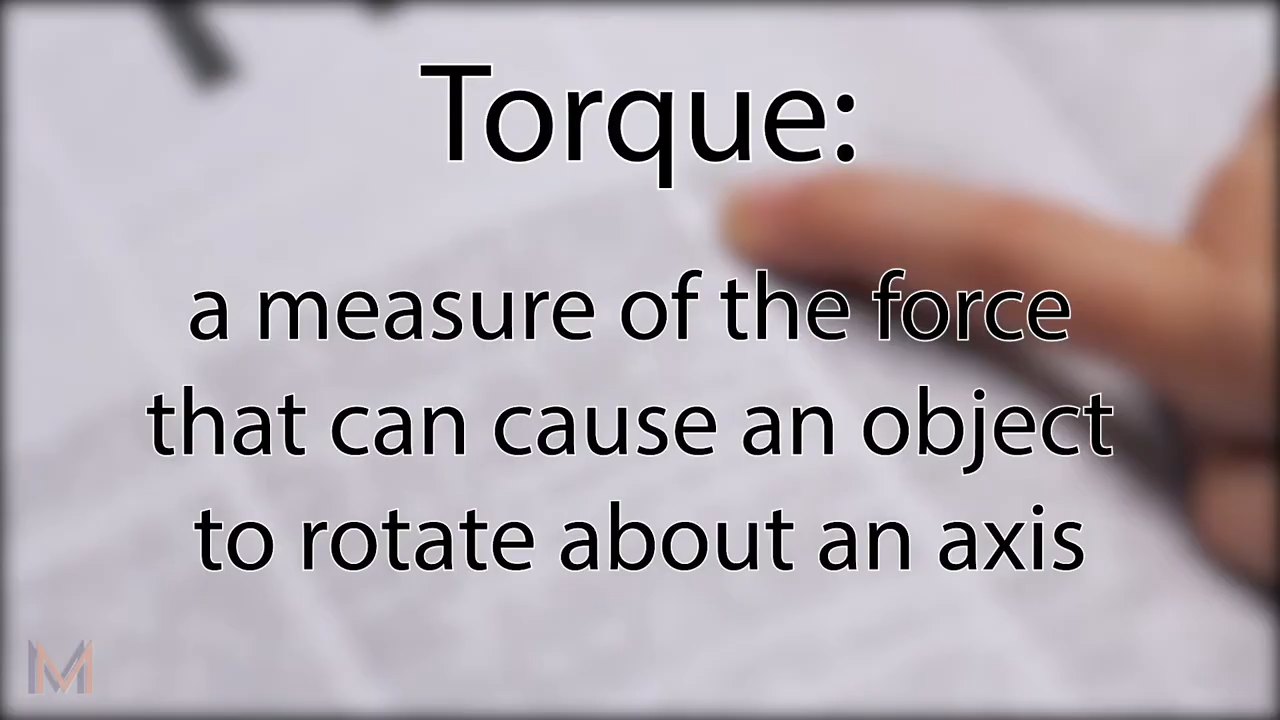 Torque:
a measure of the force
that can cause an object
to rotate about an axis
M